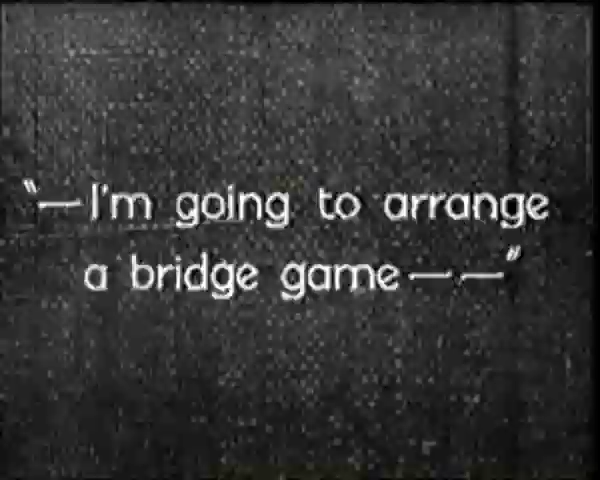 "—I'm going to arrange
a bridge game — —"